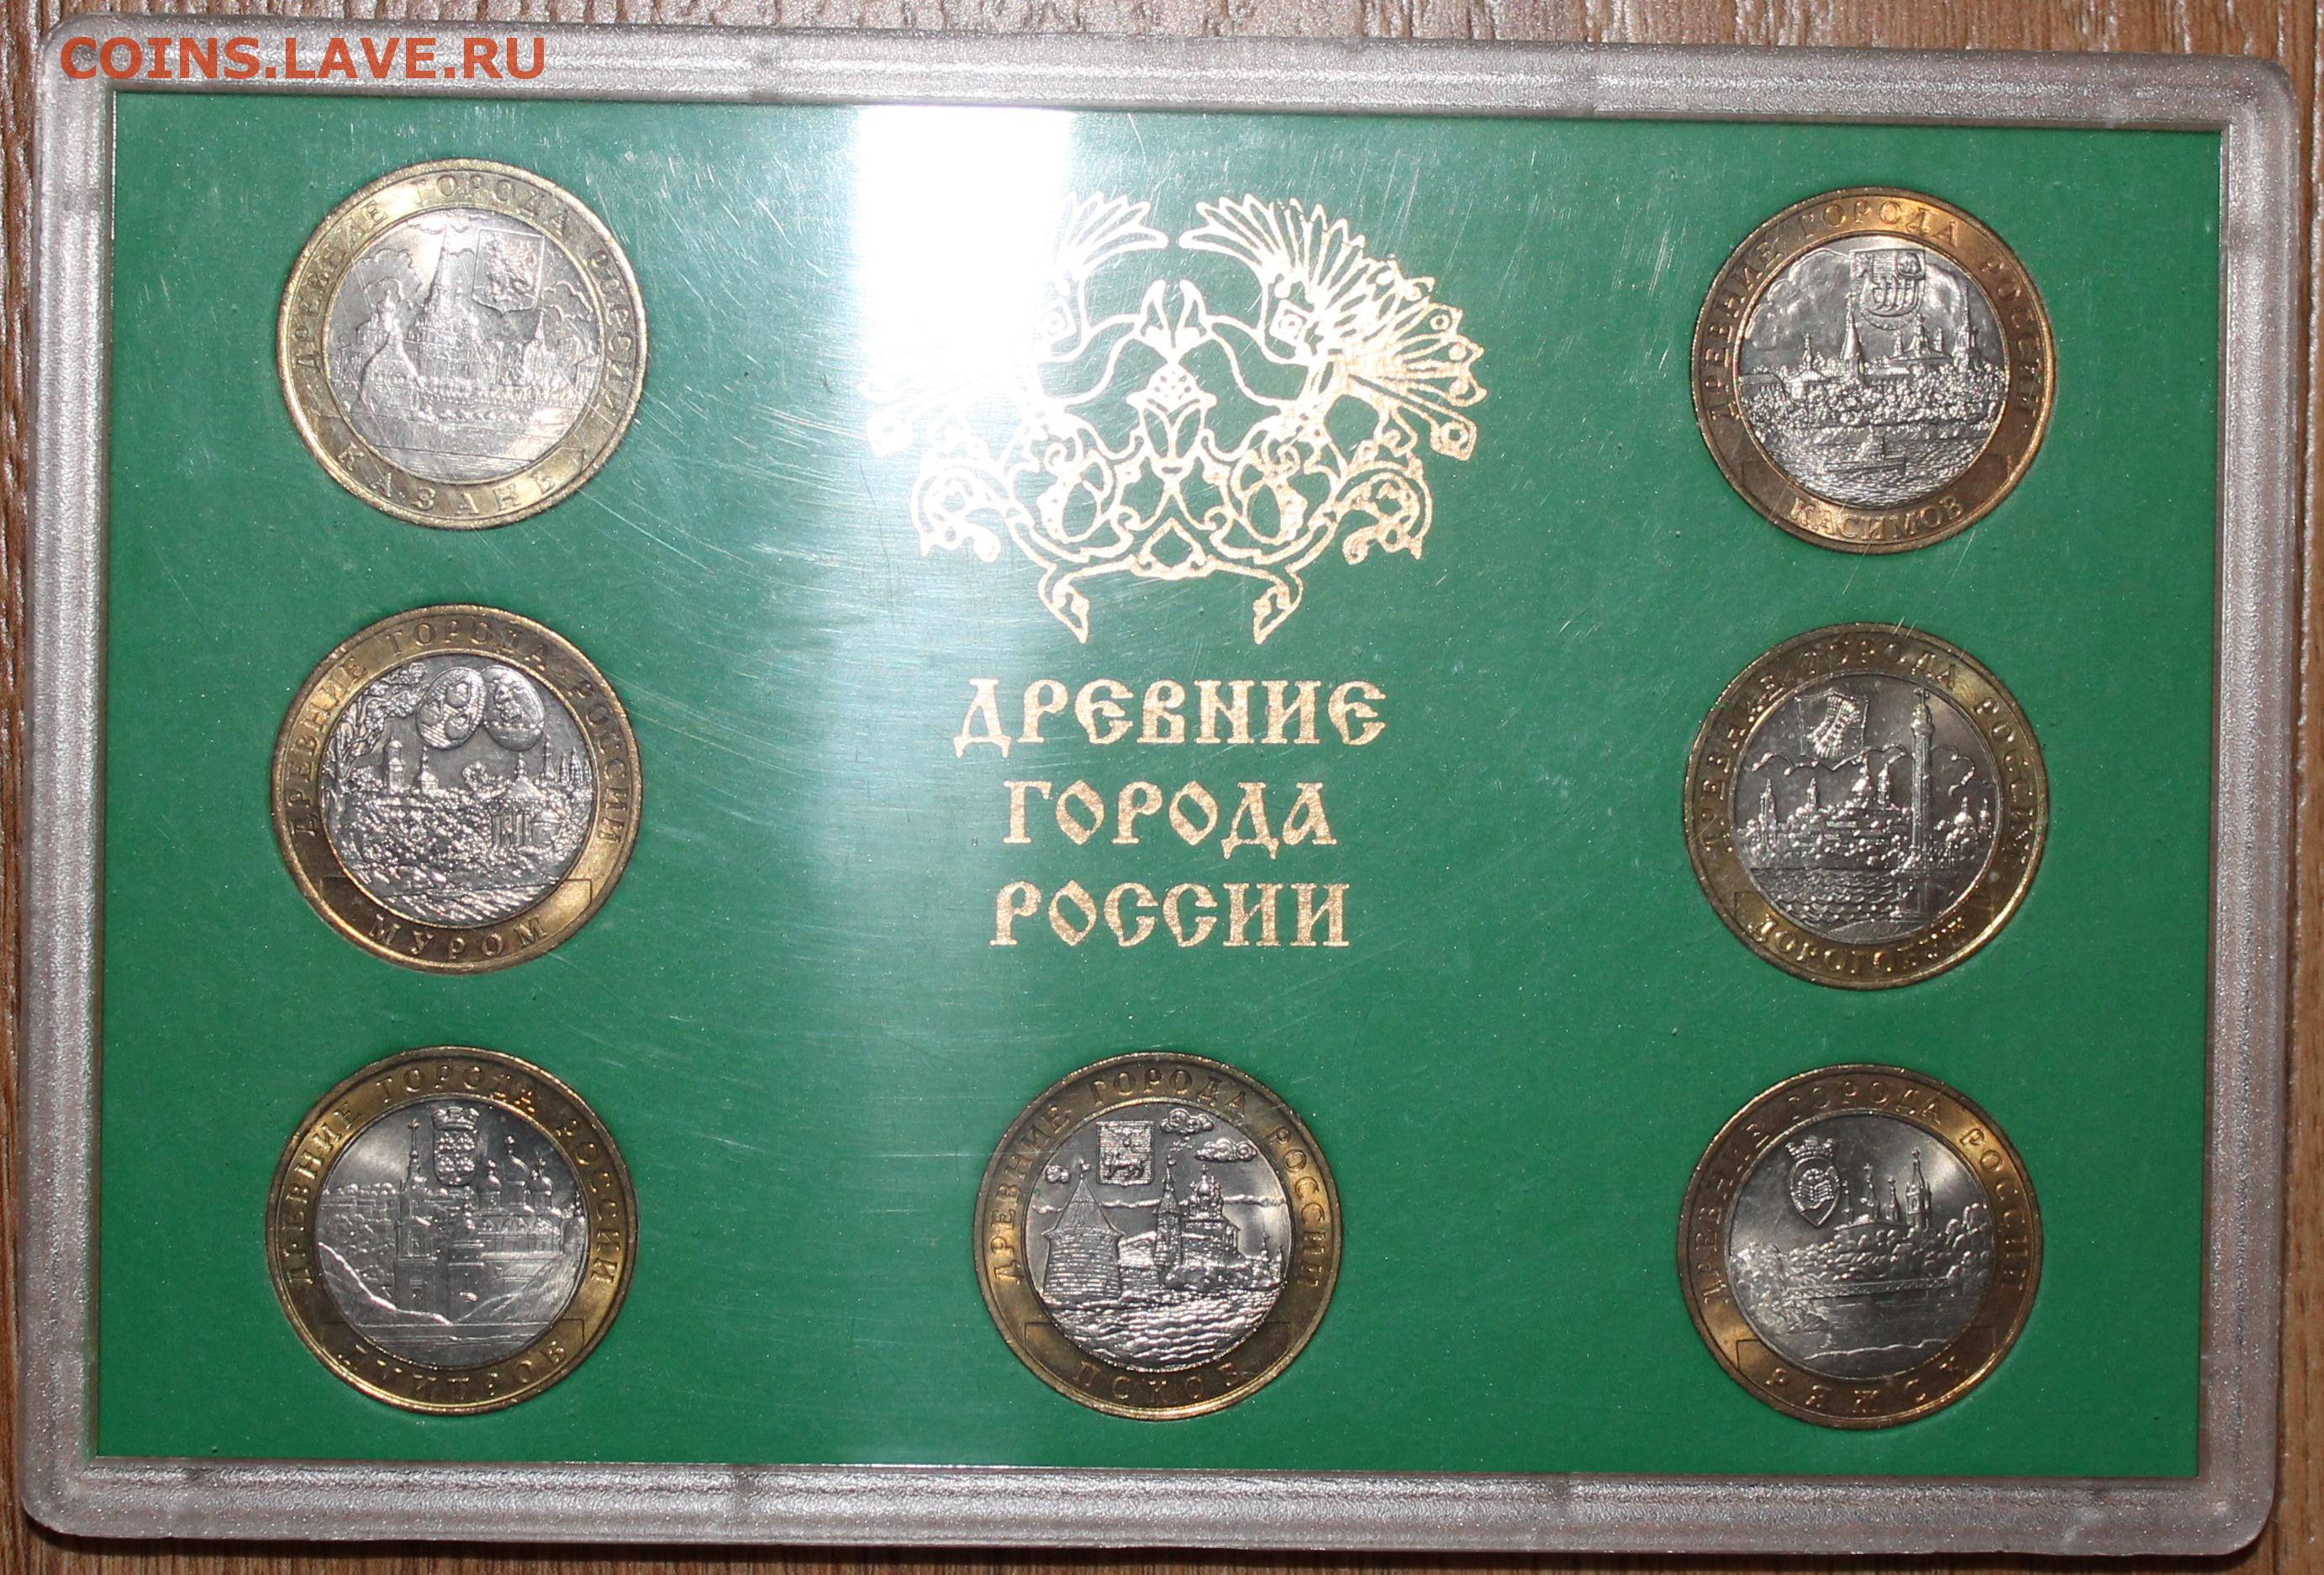 COINS.LAVE.RU
ДРЕВНИЕ ГОРОДА РОССИИ
КАЗАНЬ
ДРЕВНИЕ ГОРОДА РОССИИ
КАСИМОВ
ДРЕВНИЕ ГОРОДА РОССИИ
МУРОМ
ДРЕВНИЕ
ГОРОДА
РОССИИ
ДРЕВНИЕ ГОРОДА РОССИИ
ДОРОГОБУЖ
ДРЕВНИЕ ГОРОДА РОССИИ
ДМИТРОВ
ДРЕВНИЕ ГОРОДА РОССИИ
ПСКОВ
ДРЕВНИЕ ГОРОДА РОССИИ
РЯЖСК